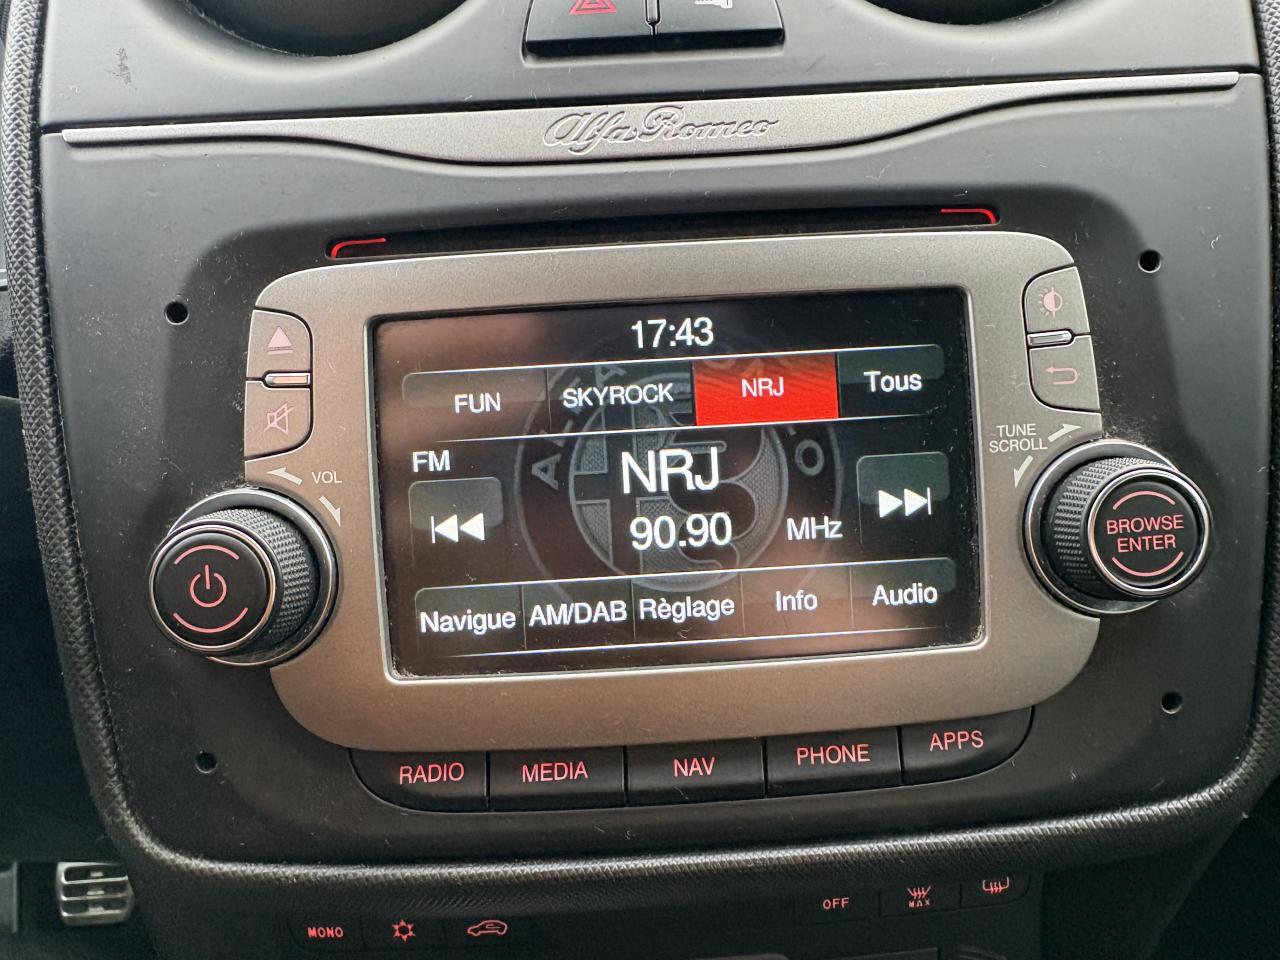 Alfa Romeo
17:43
FUN SKYROCK NRJ Tous
TUNE
SCROLL
VOL
FM
NRJ
90.90 MHz
BROWSE
ENTER
Navigue AM/DAB Règlage Info Audio
RADIO MEDIA NAV PHONE APPS
MONO
OFF
MAX